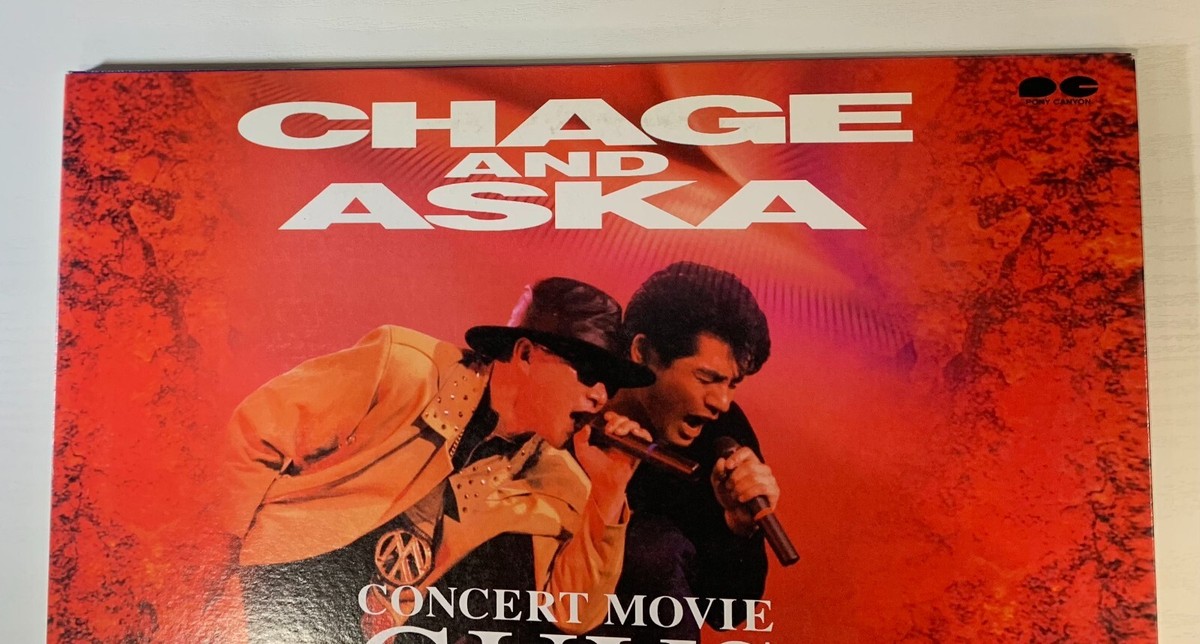 CHAGE
AND
ASKA
PONY CANYON
CONCERT MOVIE